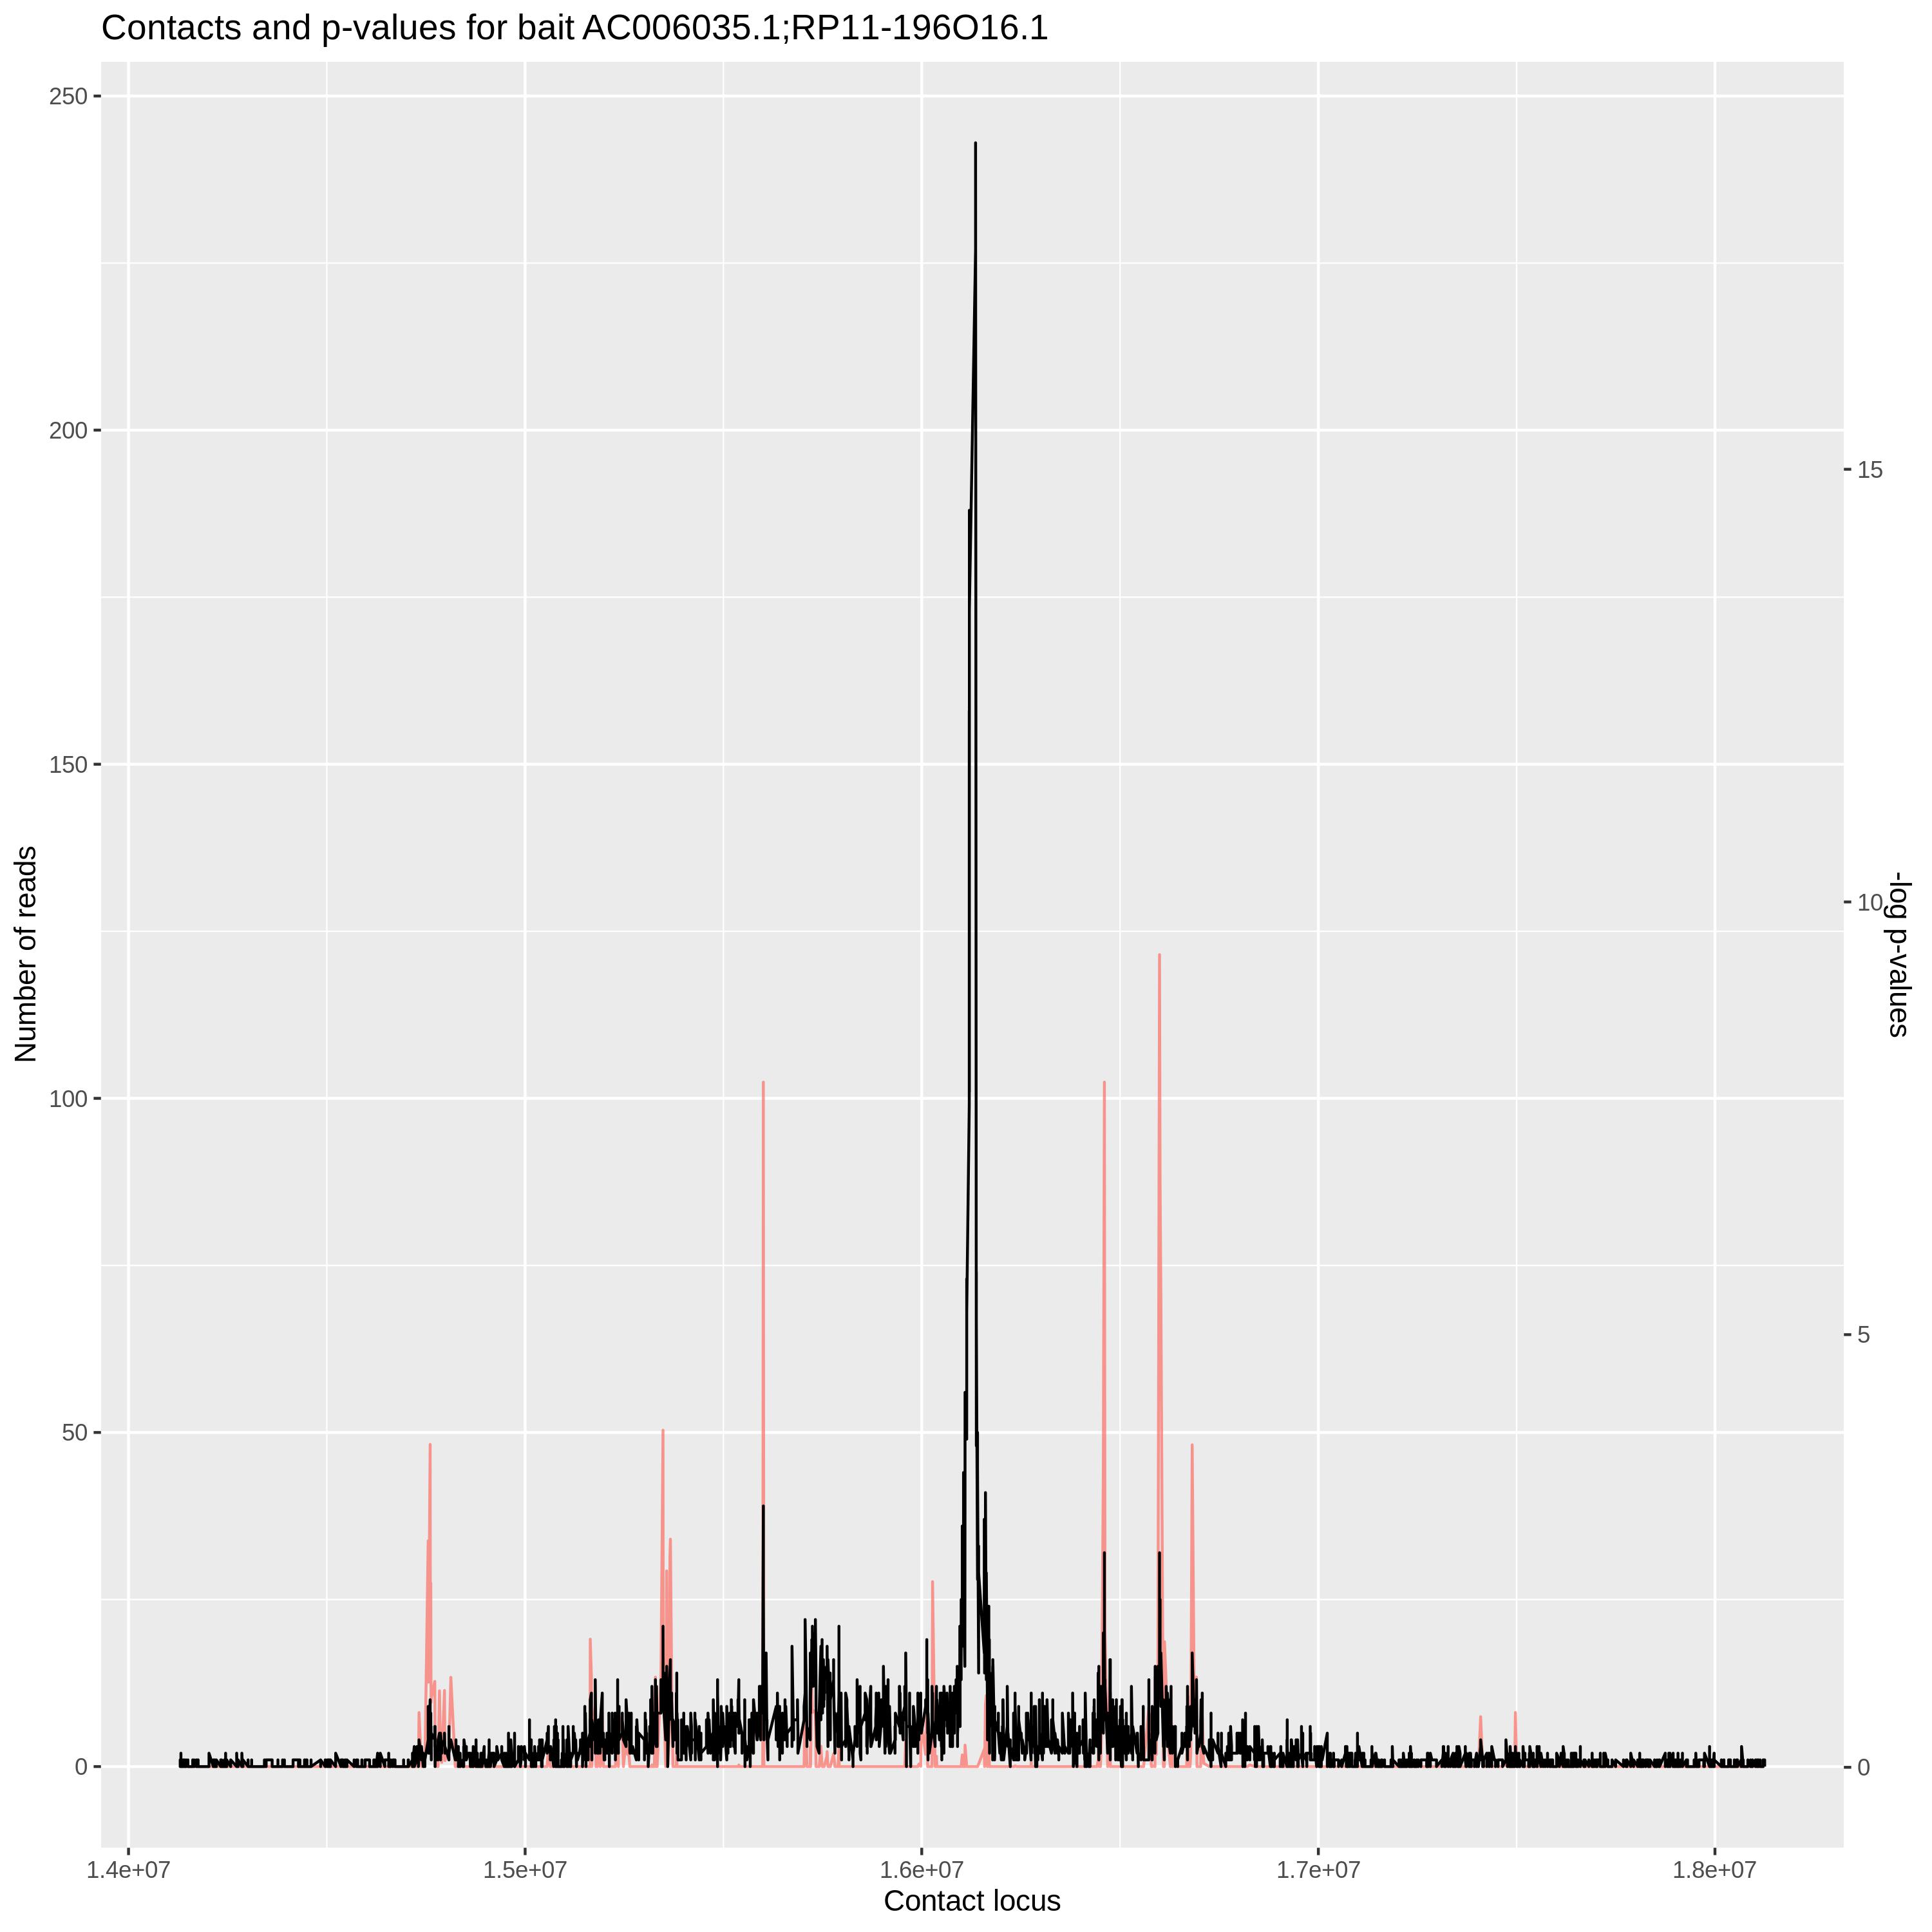 Contacts and p-values for bait AC006035.1;RP11-196O16.1
250
200
150
100
50
0
Number of reads
15
10
5
0
-log p-values
1.4e+07 1.5e+07 1.6e+07 1.7e+07 1.8e+07
Contact locus